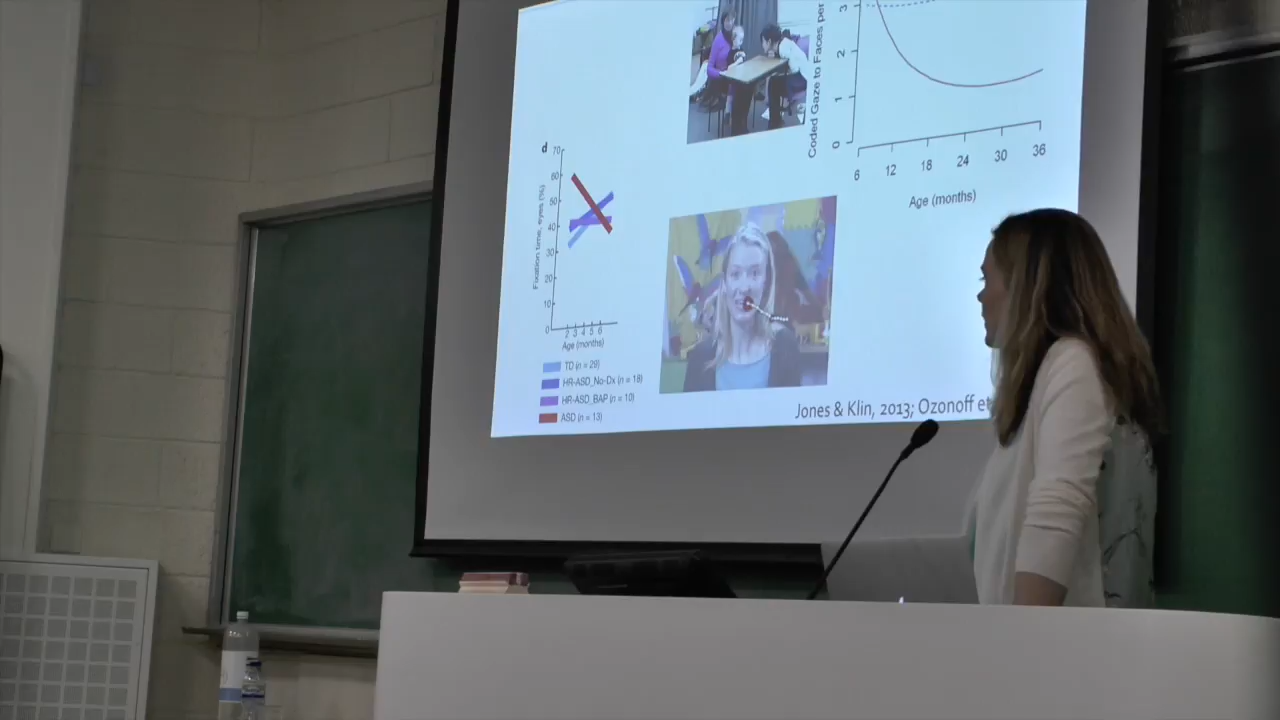 Coded Gaze to Faces per
3
2
1
0
6 12 18 24 30 36
Age (months)
d
Fixation time, eyes (%)
70
60
50
40
30
20
10
0
2 3 4 5 6
Age (months)
TD (n = 29)
HR-ASD_No-Dx (n = 18)
HR-ASD_BAP (n = 10)
ASD (n = 13)
Jones & Klin, 2013; Ozonoff et